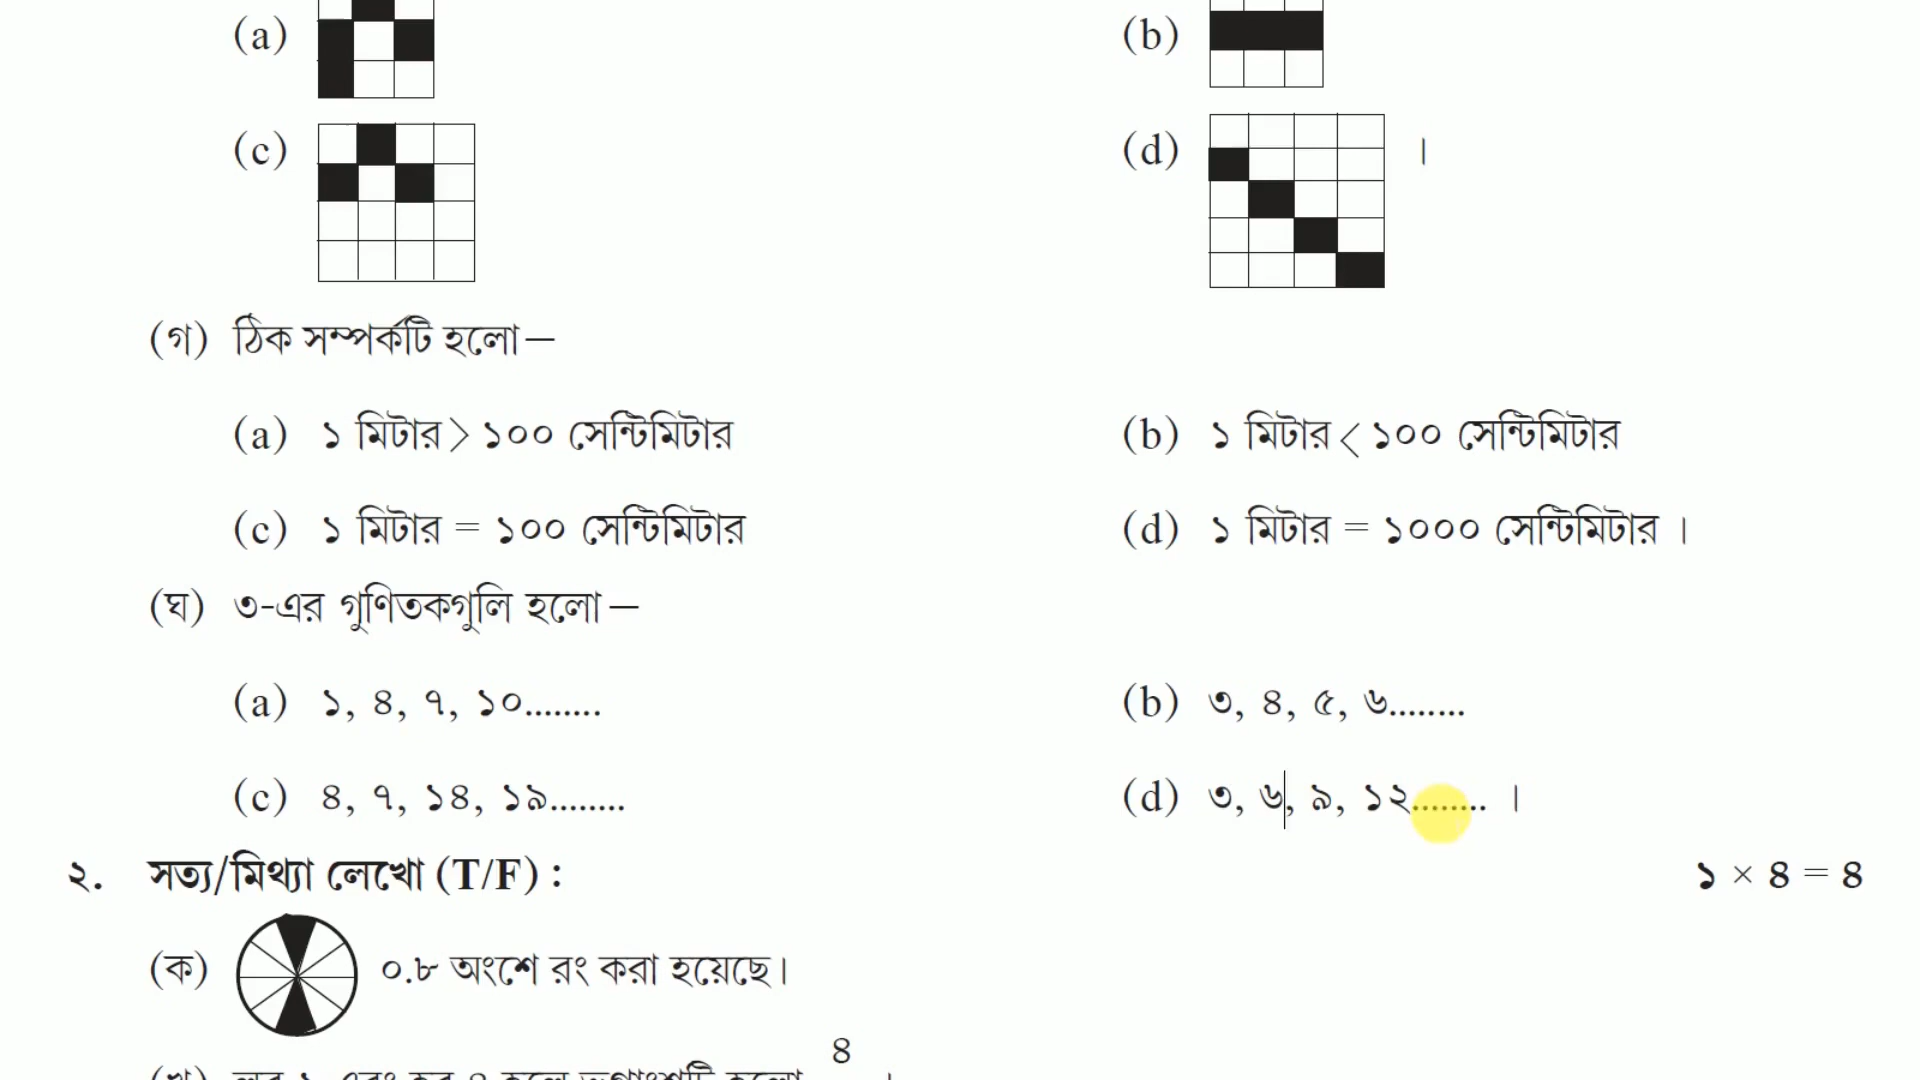 (a) (b)
(c) (d) ।
(গ) ঠিক সম্পর্কটি হলো—
(a) ১ মিটার > ১০০ সেন্টিমিটার (b) ১ মিটার < ১০০ সেন্টিমিটার
(c) ১ মিটার = ১০০ সেন্টিমিটার (d) ১ মিটার = ১০০০ সেন্টিমিটার ।
(ঘ) ৩-এর গুণিতকগুলি হলো—
(a) ১, ৪, ৭, ১০........ (b) ৩, ৪, ৫, ৬........
(c) ৪, ৭, ১৪, ১৯........ (d) ৩, ৬, ৯, ১২........ ।
২. সত্য/মিথ্যা লেখো (T/F) : ১ × ৪ = ৪
(ক) ০.৮ অংশে রং করা হয়েছে।
৪